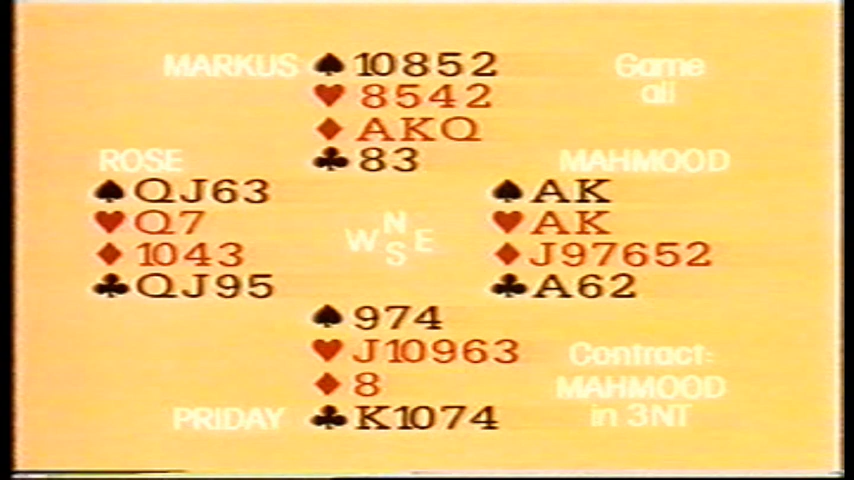 MARKUS ♠ 10852 Game
♥ 8542 all
♦ AKQ
ROSE ♣ 83 MAHMOOD
♠ QJ63 ♠ AK
♥ Q7 N ♥ AK
♦ 1043 W E ♦ J97652
♣ QJ95 S ♣ A62
♠ 974
♥ J10963 Contract:
♦ 8 MAHMOOD
PRIDAY ♣ K1074 in 3NT